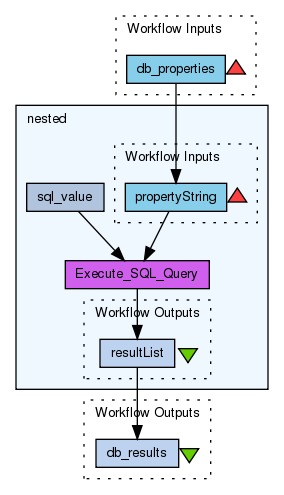 Workflow Inputs
db_properties
nested
Workflow Inputs
sql_value
propertyString
Execute_SQL_Query
Workflow Outputs
resultList
Workflow Outputs
db_results